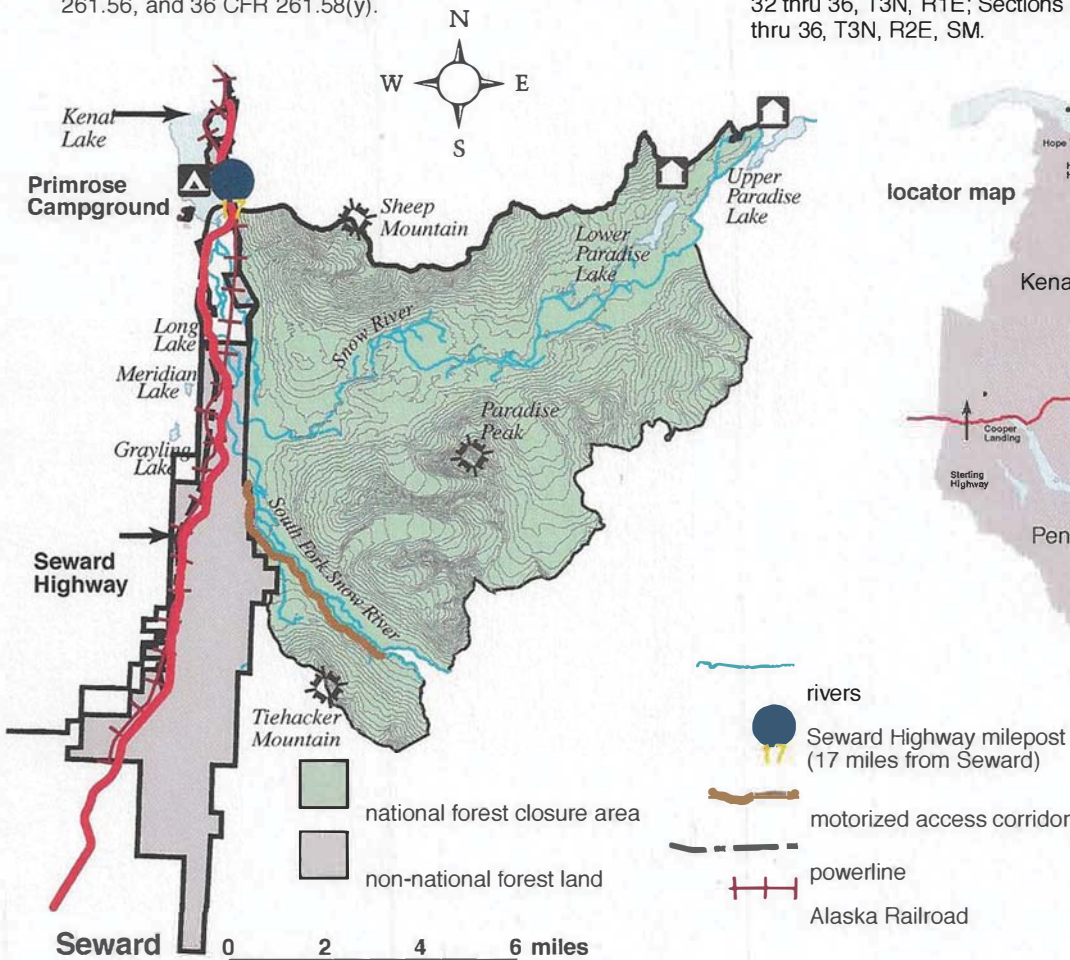 261.56, and 36 CFR 261.58(y).
32 thru 36, T3N, R1E; Sections
thru 36, T3N, R2E, SM.
N
W
E
S
Kenai
Lake
Primrose
Campground
17
Sheep
Mountain
Upper
Paradise
Lake
Lower
Paradise
Lake
Snow River
Long
Lake
Meridian
Lake
Grayling
Lake
Paradise
Peak
South Fork Snow River
Seward
Highway
Tiehacker
Mountain
national forest closure area
non-national forest land
Seward
0 2 4 6 miles
locator map
Hope
Kena
Cooper
Landing
Sterling
Highway
Pen
rivers
17
Seward Highway milepost
(17 miles from Seward)
motorized access corridor
powerline
Alaska Railroad